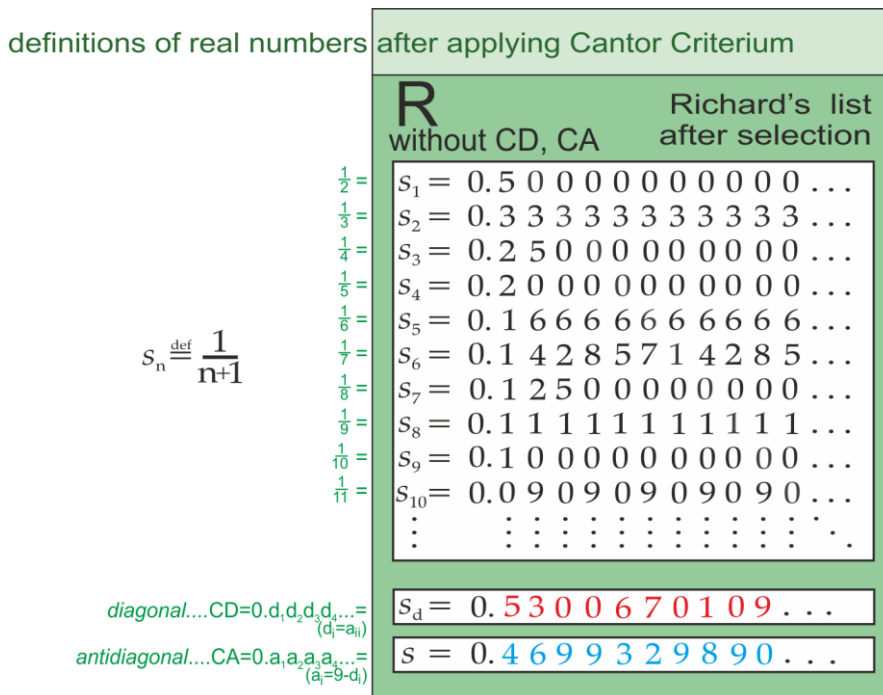 definitions of real numbers after applying Cantor Criterium
R
without CD, CA
Richard's list
after selection
1/2 = s₁ = 0.5 0 0 0 0 0 0 0 0 0 0 ...
1/3 = s₂ = 0.3 3 3 3 3 3 3 3 3 3 3 ...
1/4 = s₃ = 0.2 5 0 0 0 0 0 0 0 0 0 ...
1/5 = s₄ = 0.2 0 0 0 0 0 0 0 0 0 0 ...
1/6 = s₅ = 0.1 6 6 6 6 6 6 6 6 6 6 ...
sₙ ≝ 1/(n+1)
1/7 = s₆ = 0.1 4 2 8 5 7 1 4 2 8 5 ...
1/8 = s₇ = 0.1 2 5 0 0 0 0 0 0 0 0 ...
1/9 = s₈ = 0.1 1 1 1 1 1 1 1 1 1 1 ...
1/10 = s₉ = 0.1 0 0 0 0 0 0 0 0 0 0 ...
1/11 = s₁₀ = 0.0 9 0 9 0 9 0 9 0 9 0 ...
diagonal....CD=0.d₁d₂d₃d₄...= s_d = 0.5 3 0 0 6 7 0 1 0 9 ...
(dᵢ=aᵢᵢ)
antidiagonal....CA=0.a₁a₂a₃a₄...= s = 0.4 6 9 9 3 2 9 8 9 0 ...
(aᵢ=9-dᵢ)